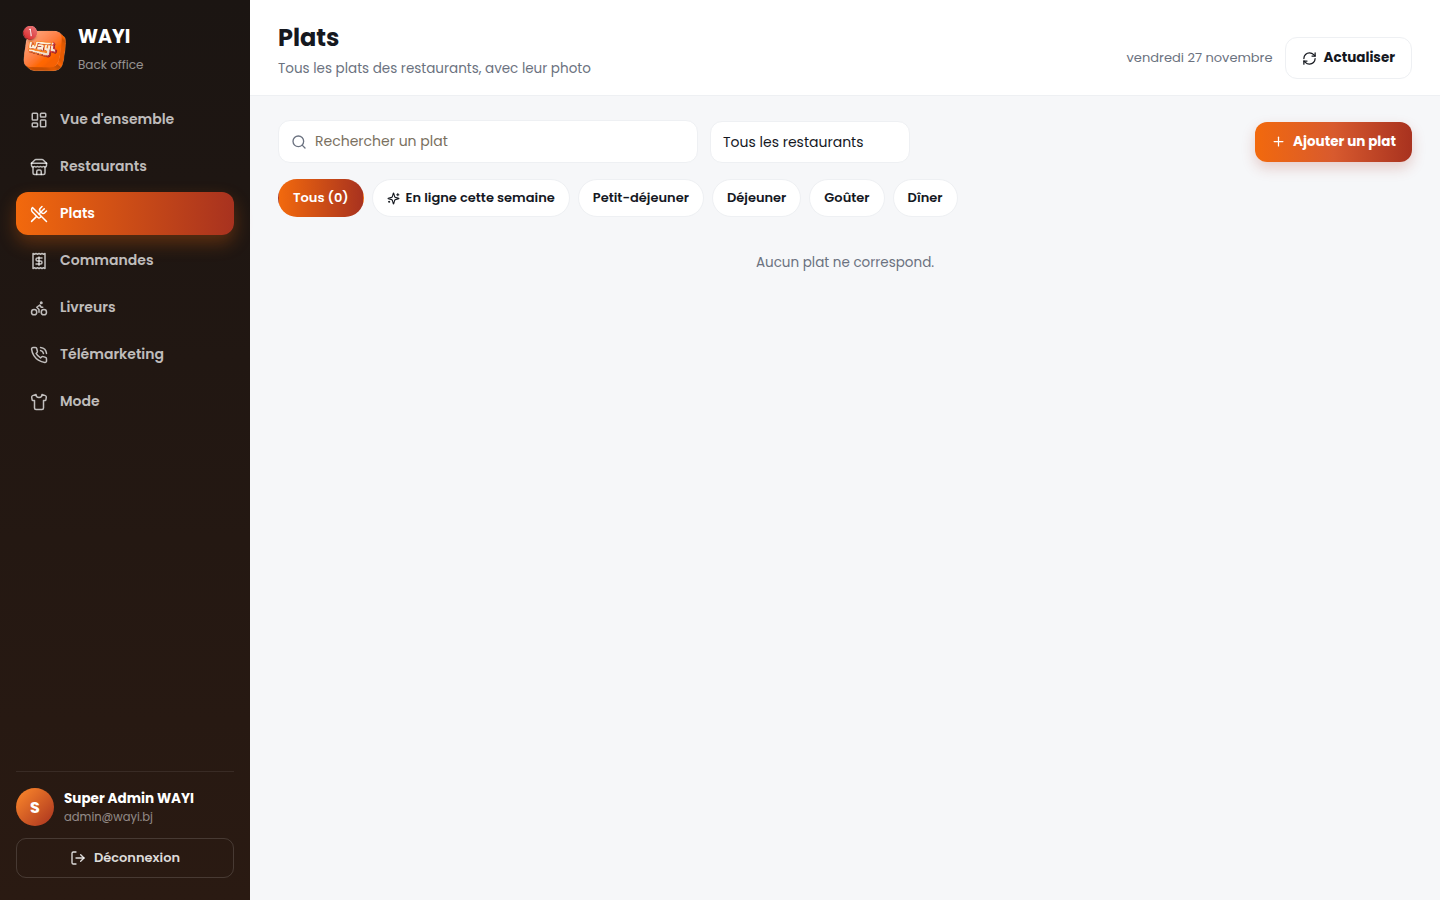 WAYI
Back office
Vue d'ensemble
Restaurants
Plats
Commandes
Livreurs
Télémarketing
Mode
Super Admin WAYI
admin@wayi.bj
Déconnexion
Plats
Tous les plats des restaurants, avec leur photo
vendredi 27 novembre
Actualiser
Rechercher un plat
Tous les restaurants
Ajouter un plat
Tous (0)
En ligne cette semaine
Petit-déjeuner
Déjeuner
Goûter
Dîner
Aucun plat ne correspond.
S